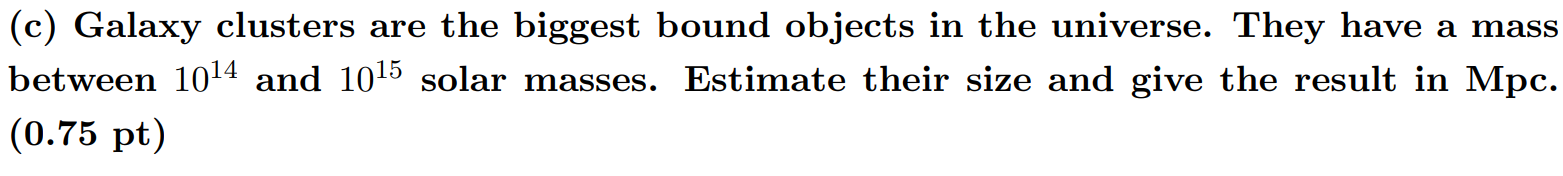 (c) Galaxy clusters are the biggest bound objects in the universe. They have a mass
between 10^14 and 10^15 solar masses. Estimate their size and give the result in Mpc.
(0.75 pt)